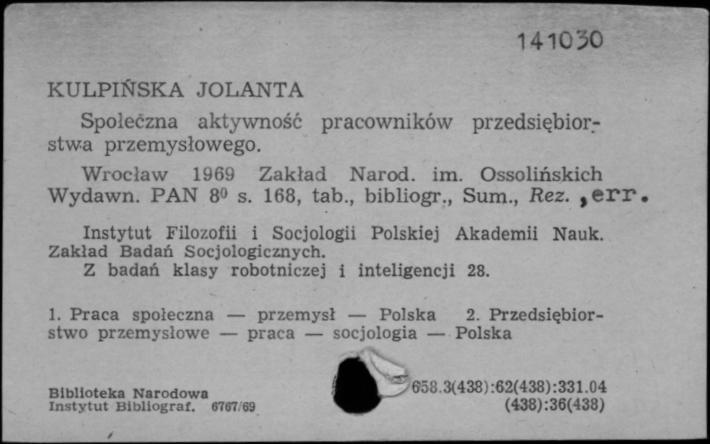 141030
KULPIŃSKA JOLANTA
Społeczna aktywność pracowników przedsiębior-
stwa przemysłowego.
Wrocław 1969 Zakład Narod. im. Ossolińskich
Wydawn. PAN 8⁰ s. 168, tab., bibliogr., Sum., Rez. ,err.
Instytut Filozofii i Socjologii Polskiej Akademii Nauk.
Zakład Badań Socjologicznych.
Z badań klasy robotniczej i inteligencji 28.
1. Praca społeczna — przemysł — Polska 2. Przedsiębior-
stwo przemysłowe — praca — socjologia — Polska
Biblioteka Narodowa 658.3(438):62(438):331.04
Instytut Bibliograf. 6767/69 (438):36(438)